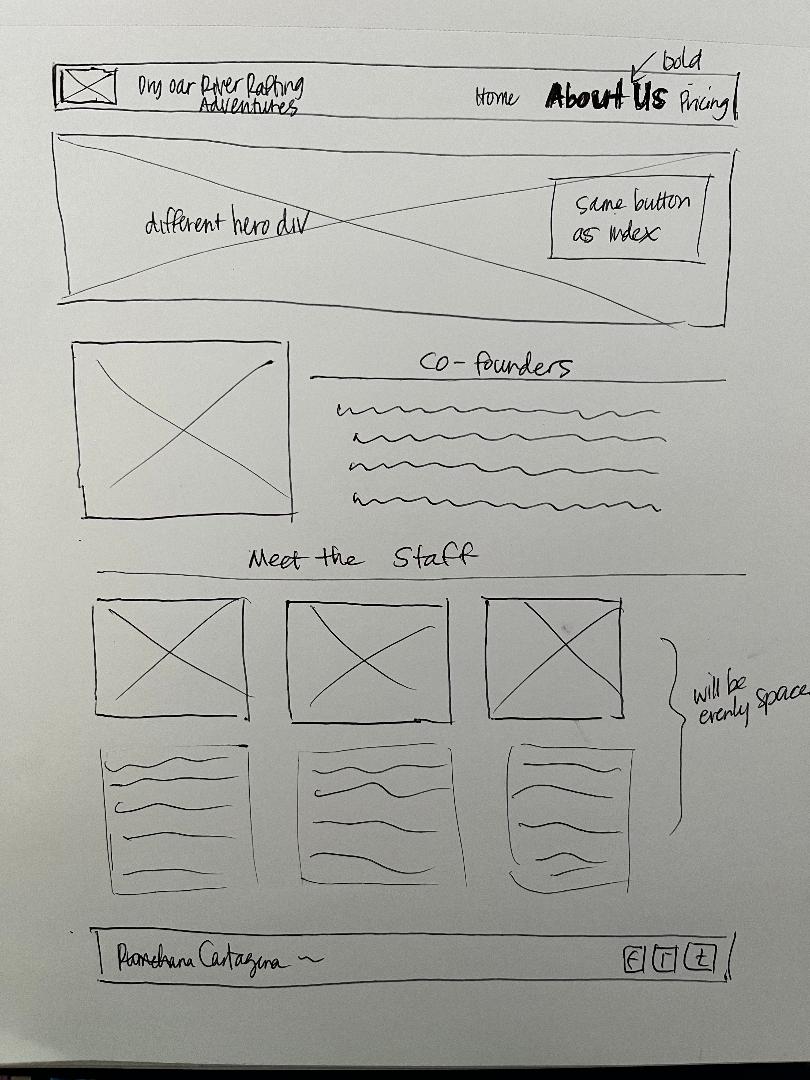 bold
Dry oar River Rafting
Adventures
Home About Us Pricing
different hero div
same button
as index
Co-founders
Meet the Staff
will be
evenly space
Cartagena
f t